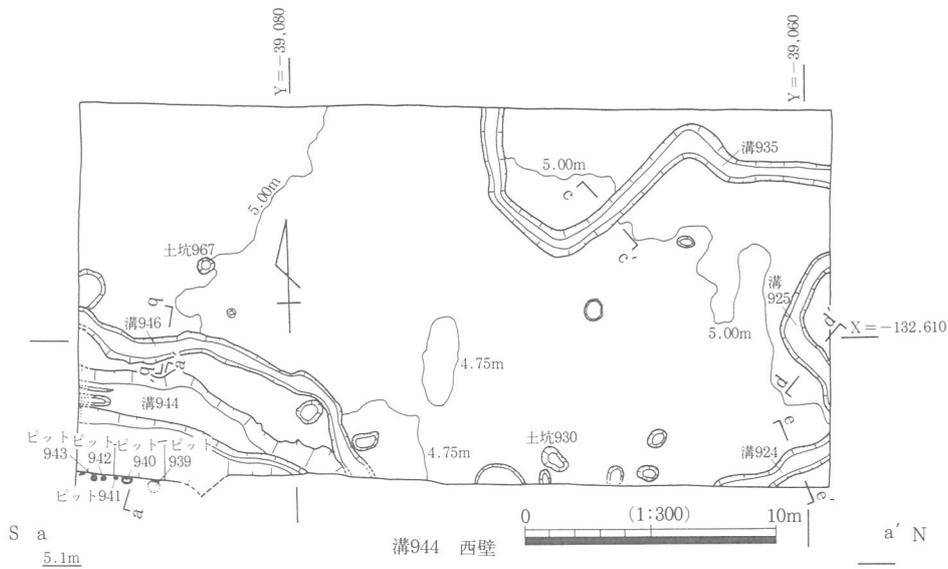 Y=-39,080
Y=-39,060
溝935
5.00m
c
5.00m
土坑967
c′
溝
925
b
溝946
5.00m
d′
X=-132.610
4.75m
b′
a′
d
溝944
e
ピット
943
ピット
942
ピット
940
ピット
939
4.75m
土坑930
溝924
ピット941
a
e′
0
(1:300)
10m
S a
a′ N
5.1m
溝944 西壁